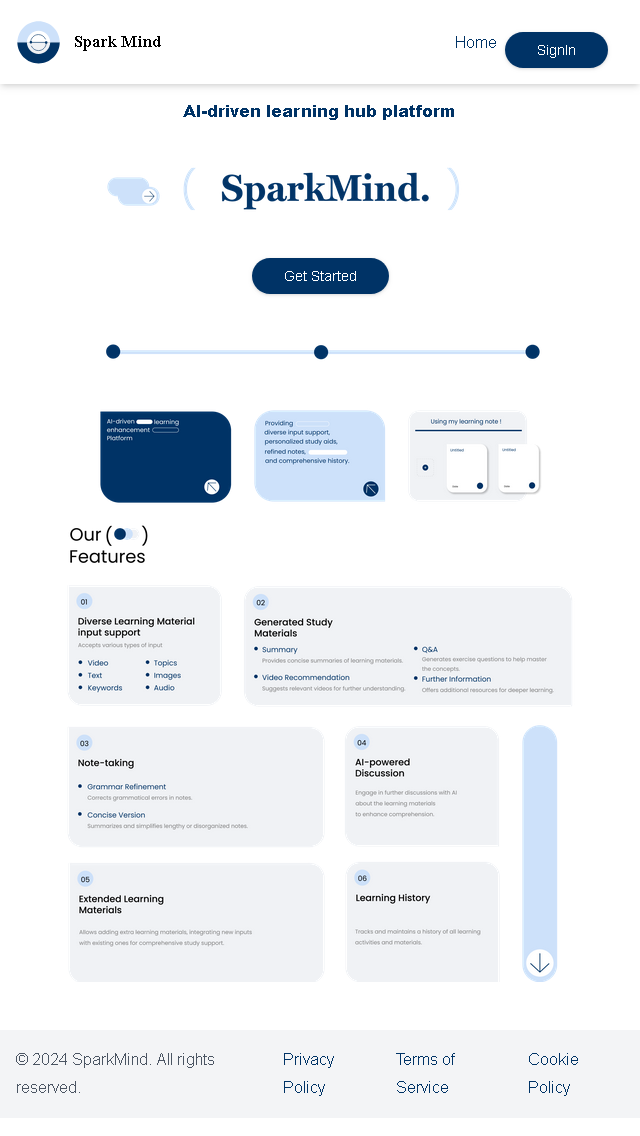 Spark Mind
Home
SignIn
AI-driven learning hub platform
( SparkMind. )
Get Started
AI-driven learning
enhancement
Platform
Providing
diverse input support,
personalized study aids,
refined notes,
and comprehensive history.
Using my learning note !
Untitled
Untitled
Our ( )
Features
01
Diverse Learning Material
input support
Accepts various types of input
Video
Topics
Text
Images
Keywords
Audio
02
Generated Study
Materials
Summary
Provides concise summaries of learning materials.
Video Recommendation
Suggests relevant videos for further understanding.
Q&A
Generates exercise questions to help master
the concepts.
Further Information
Offers additional resources for deeper learning.
03
Note-taking
Grammar Refinement
Corrects grammatical errors in notes.
Concise Version
Summarizes and simplifies lengthy or disorganized notes.
04
AI-powered
Discussion
Engage in further discussions with AI
about the learning materials
to enhance comprehension.
05
Extended Learning
Materials
Allows adding extra learning materials, integrating new inputs
with existing ones for comprehensive study support.
06
Learning History
Tracks and maintains a history of all learning
activities and materials.
© 2024 SparkMind. All rights
reserved.
Privacy
Policy
Terms of
Service
Cookie
Policy